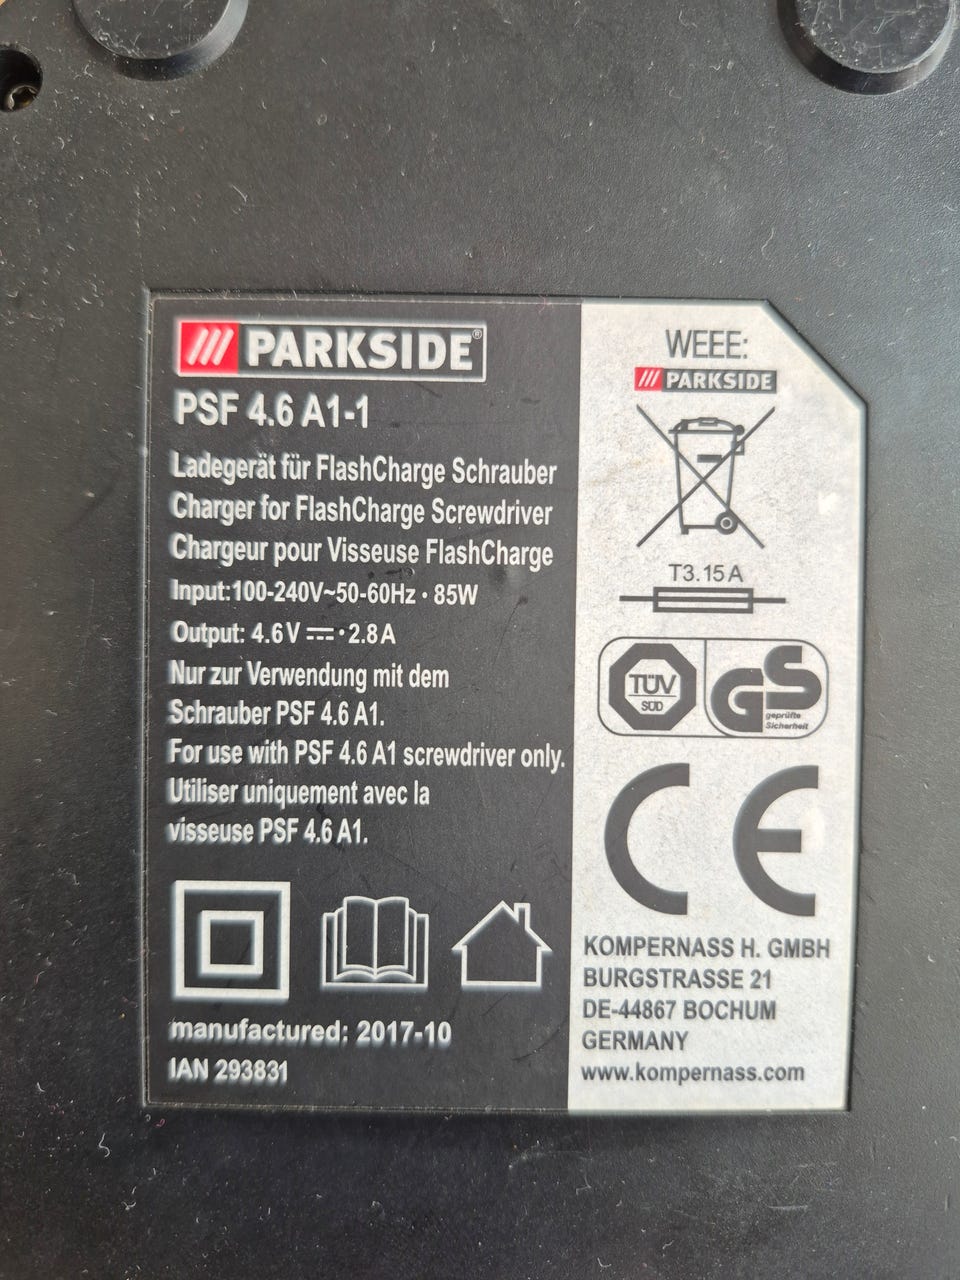 PARKSIDE®
PSF 4.6 A1-1
Ladegerät für FlashCharge Schrauber
Charger for FlashCharge Screwdriver
Chargeur pour Visseuse FlashCharge
Input:100-240V~50-60Hz · 85W
Output: 4.6V ⎓ · 2.8A
Nur zur Verwendung mit dem
Schrauber PSF 4.6 A1.
For use with PSF 4.6 A1 screwdriver only.
Utiliser uniquement avec la
visseuse PSF 4.6 A1.
manufactured: 2017-10
IAN 293831
WEEE:
PARKSIDE
T3.15A
TÜV
SÜD
GS
geprüfte
Sicherheit
CE
KOMPERNASS H. GMBH
BURGSTRASSE 21
DE-44867 BOCHUM
GERMANY
www.kompernass.com